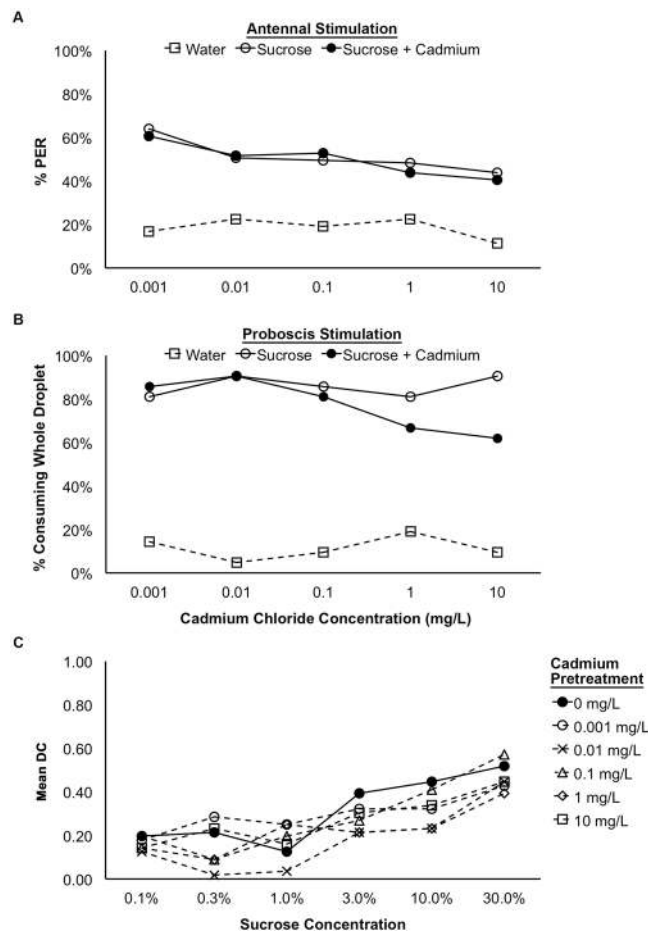 A
Antennal Stimulation
Water Sucrose Sucrose + Cadmium
100%
80%
60%
40%
20%
0%
% PER
0.001 0.01 0.1 1 10
B
Proboscis Stimulation
Water Sucrose Sucrose + Cadmium
100%
80%
60%
40%
20%
0%
% Consuming Whole Droplet
0.001 0.01 0.1 1 10
Cadmium Chloride Concentration (mg/L)
C
1.00
0.80
0.60
0.40
0.20
0.00
Mean DC
0.1% 0.3% 1.0% 3.0% 10.0% 30.0%
Sucrose Concentration
Cadmium
Pretreatment
0 mg/L
0.001 mg/L
0.01 mg/L
0.1 mg/L
1 mg/L
10 mg/L